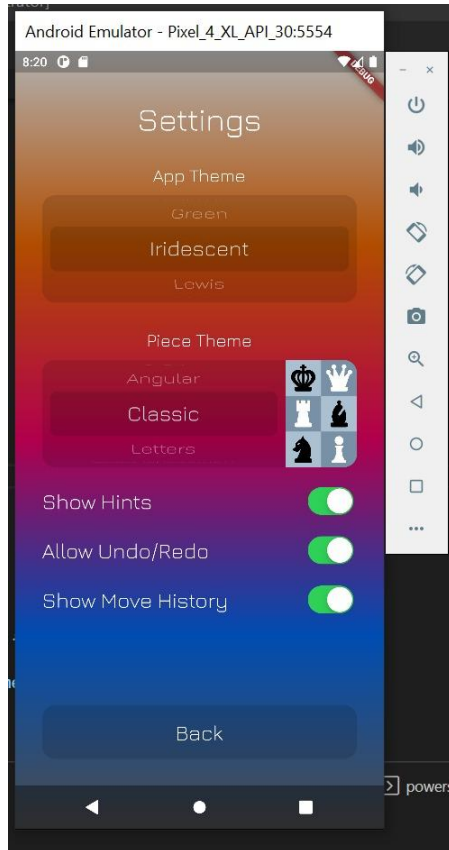 Android Emulator - Pixel_4_XL_API_30:5554
8:20
DEBUG
Settings
App Theme
Green
Iridescent
Lewis
Piece Theme
Angular
Classic
Letters
Show Hints
Allow Undo/Redo
Show Move History
Back